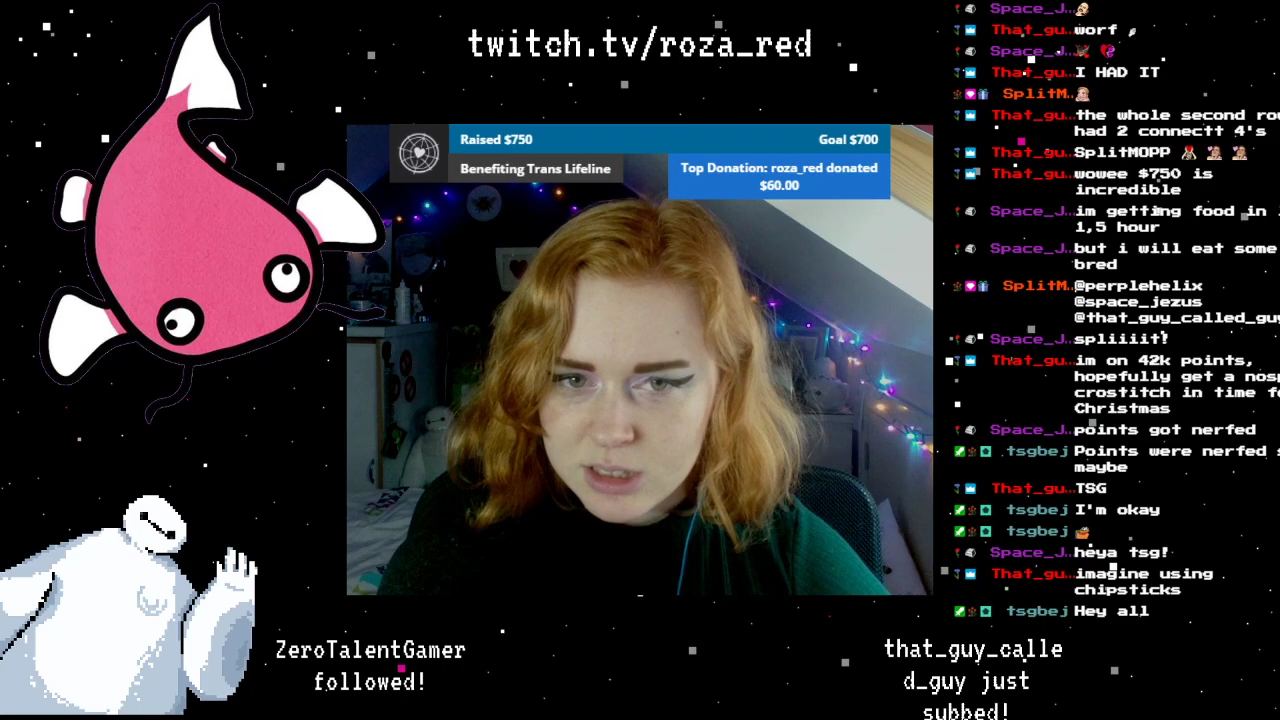 twitch.tv/roza_red
Raised $750
Goal $700
Benefiting Trans Lifeline
Top Donation: roza_red donated
$60.00
ZeroTalentGamer
followed!
that_guy_calle
d_guy just
subbed!
Space_J…
That_gu… worf
Space_J…
That_gu… I HAD IT
SplitM…
That_gu… the whole second rou
had 2 connectt 4's
That_gu… SplitMOPP
That_gu… wowee $750 is
incredible
Space_J… im getting food in
1,5 hour
Space_J… but i will eat some
bred
SplitM… @perplehelix
@space_jezus
@that_guy_called_guy
Space_J… spliiiit!
That_gu… im on 42k points,
hopefully get a nosp
crostitch in time fo
Christmas
Space_J… points got nerfed
tsgbej Points were nerfed s
maybe
That_gu… TSG
tsgbej I'm okay
tsgbej
Space_J… heya tsg!
That_gu… imagine using
chipsticks
tsgbej Hey all